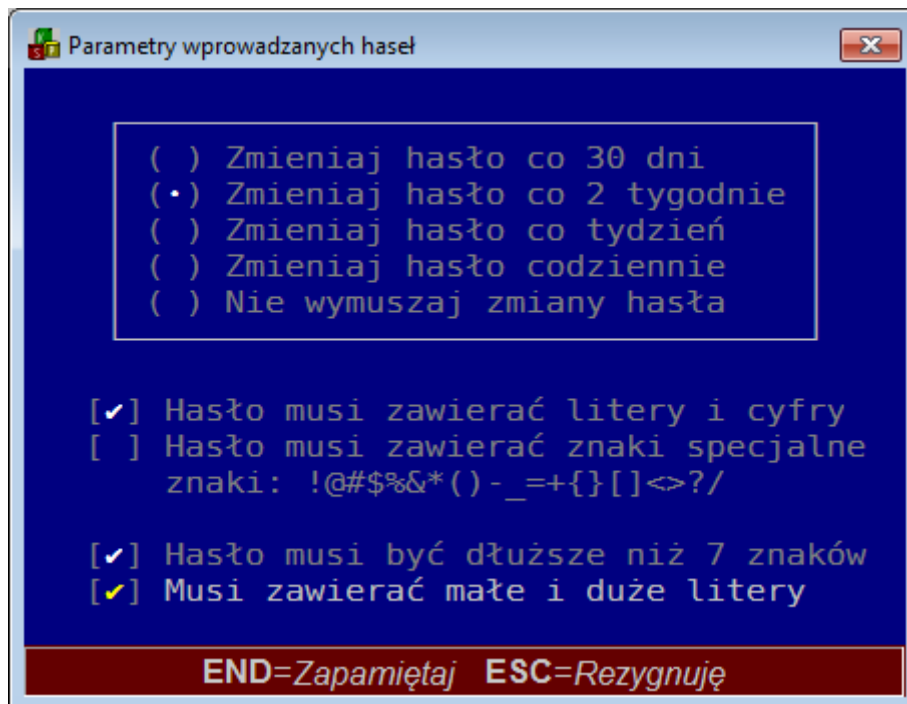 Parametry wprowadzanych haseł
( ) Zmieniaj hasło co 30 dni
(•) Zmieniaj hasło co 2 tygodnie
( ) Zmieniaj hasło co tydzień
( ) Zmieniaj hasło codziennie
( ) Nie wymuszaj zmiany hasła
[✔] Hasło musi zawierać litery i cyfry
[ ] Hasło musi zawierać znaki specjalne
znaki: !@#$%&*()-_=+{}[]<>?/
[✔] Hasło musi być dłuższe niż 7 znaków
[✔] Musi zawierać małe i duże litery
END=Zapamiętaj ESC=Rezygnuję